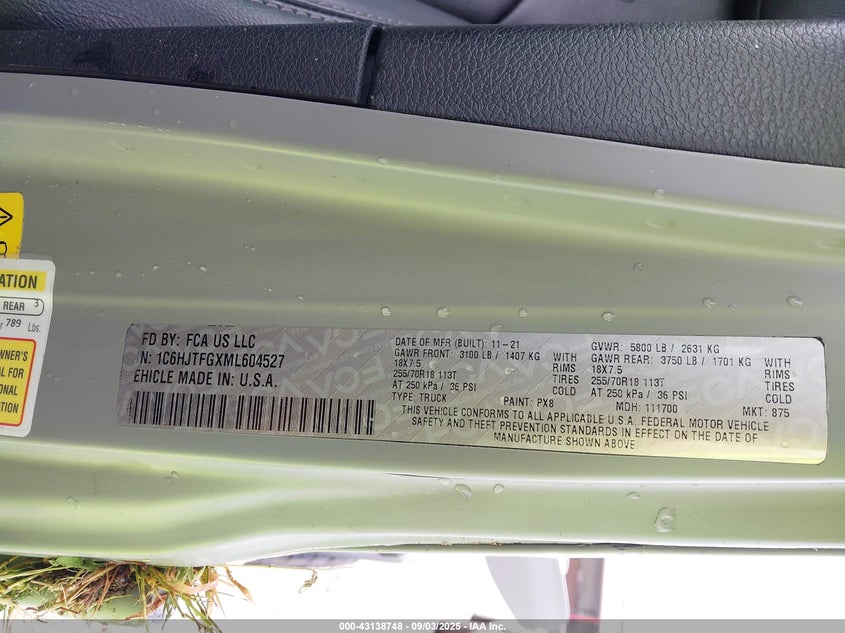 ATION
REAR 3
789 Lbs.
OWNER'S
FOR
ONAL
ON
FD BY: FCA US LLC
N: 1C6HJTFGXML604527
EHICLE MADE IN: U.S.A.
DATE OF MFR (BUILT): 11-21
GAWR FRONT: 3100 LB / 1407 KG
18X7.5 WITH RIMS
255/70R18 113T TIRES
AT 250 kPa / 36 PSI COLD
TYPE: TRUCK
GVWR: 5800 LB / 2631 KG
GAWR REAR: 3750 LB / 1701 KG
18X7.5 WITH RIMS
255/70R18 113T TIRES
AT 250 kPa / 36 PSI COLD
PAINT: PX8 MDH: 111700 MKT: 875
THIS VEHICLE CONFORMS TO ALL APPLICABLE U.S.A. FEDERAL MOTOR VEHICLE
SAFETY AND THEFT PREVENTION STANDARDS IN EFFECT ON THE DATE OF
MANUFACTURE SHOWN ABOVE.
000-43138748 - 09/03/2025 - IAA Inc.